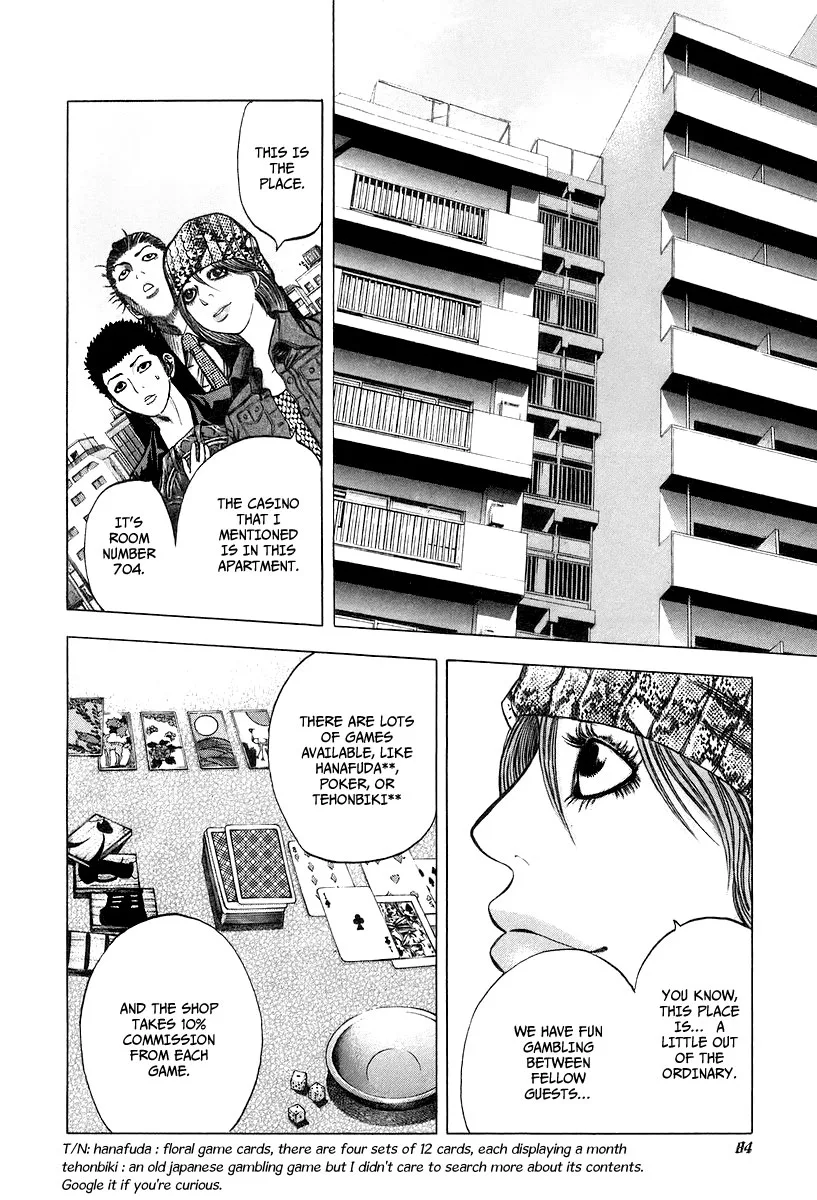 THIS IS
THE
PLACE.
THE CASINO
THAT I
MENTIONED
IS IN THIS
APARTMENT.
IT'S
ROOM
NUMBER
704.
YOU KNOW,
THIS PLACE
IS... A
LITTLE OUT
OF THE
ORDINARY.
WE HAVE FUN
GAMBLING
BETWEEN
FELLOW
GUESTS...
THERE ARE LOTS
OF GAMES
AVAILABLE, LIKE
HANAFUDA**,
POKER, OR
TEHONBIKI**
AND THE SHOP
TAKES 10%
COMMISSION
FROM EACH
GAME.
T/N: hanafuda : floral game cards, there are four sets of 12 cards, each displaying a month
tehonbiki : an old japanese gambling game but I didn't care to search more about its contents.
Google it if you're curious.